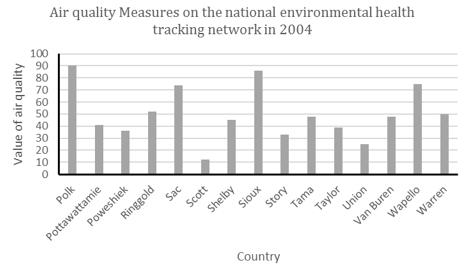 Air quality Measures on the national environmental health
tracking network in 2004
Value of air quality
100
90
80
70
60
50
40
30
20
10
0
Polk
Pottawattamie
Poweshiek
Ringgold
Sac
Scott
Shelby
Sioux
Story
Tama
Taylor
Union
Van Buren
Wapello
Warren
Country